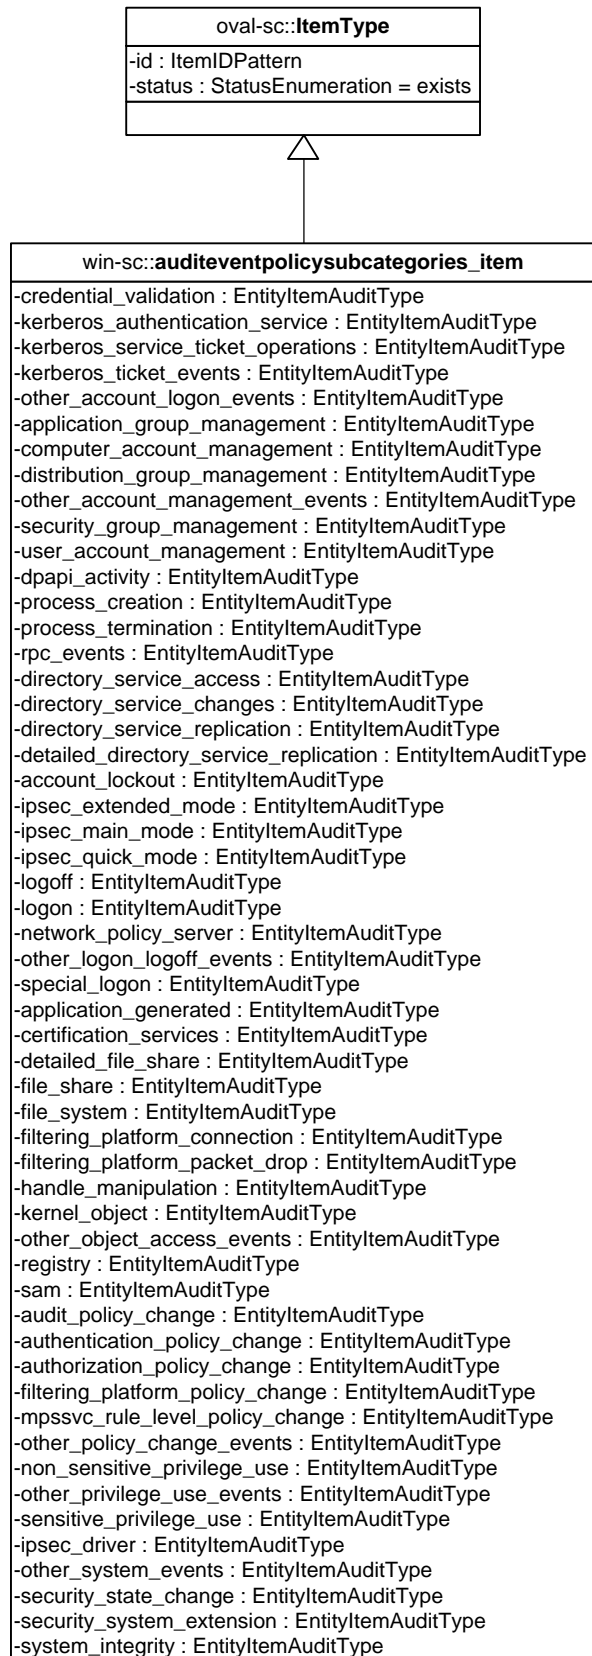 oval-sc::ItemType
-id : ItemIDPattern
-status : StatusEnumeration = exists
win-sc::auditeventpolicysubcategories_item
-credential_validation : EntityItemAuditType
-kerberos_authentication_service : EntityItemAuditType
-kerberos_service_ticket_operations : EntityItemAuditType
-kerberos_ticket_events : EntityItemAuditType
-other_account_logon_events : EntityItemAuditType
-application_group_management : EntityItemAuditType
-computer_account_management : EntityItemAuditType
-distribution_group_management : EntityItemAuditType
-other_account_management_events : EntityItemAuditType
-security_group_management : EntityItemAuditType
-user_account_management : EntityItemAuditType
-dpapi_activity : EntityItemAuditType
-process_creation : EntityItemAuditType
-process_termination : EntityItemAuditType
-rpc_events : EntityItemAuditType
-directory_service_access : EntityItemAuditType
-directory_service_changes : EntityItemAuditType
-directory_service_replication : EntityItemAuditType
-detailed_directory_service_replication : EntityItemAuditType
-account_lockout : EntityItemAuditType
-ipsec_extended_mode : EntityItemAuditType
-ipsec_main_mode : EntityItemAuditType
-ipsec_quick_mode : EntityItemAuditType
-logoff : EntityItemAuditType
-logon : EntityItemAuditType
-network_policy_server : EntityItemAuditType
-other_logon_logoff_events : EntityItemAuditType
-special_logon : EntityItemAuditType
-application_generated : EntityItemAuditType
-certification_services : EntityItemAuditType
-detailed_file_share : EntityItemAuditType
-file_share : EntityItemAuditType
-file_system : EntityItemAuditType
-filtering_platform_connection : EntityItemAuditType
-filtering_platform_packet_drop : EntityItemAuditType
-handle_manipulation : EntityItemAuditType
-kernel_object : EntityItemAuditType
-other_object_access_events : EntityItemAuditType
-registry : EntityItemAuditType
-sam : EntityItemAuditType
-audit_policy_change : EntityItemAuditType
-authentication_policy_change : EntityItemAuditType
-authorization_policy_change : EntityItemAuditType
-filtering_platform_policy_change : EntityItemAuditType
-mpssvc_rule_level_policy_change : EntityItemAuditType
-other_policy_change_events : EntityItemAuditType
-non_sensitive_privilege_use : EntityItemAuditType
-other_privilege_use_events : EntityItemAuditType
-sensitive_privilege_use : EntityItemAuditType
-ipsec_driver : EntityItemAuditType
-other_system_events : EntityItemAuditType
-security_state_change : EntityItemAuditType
-security_system_extension : EntityItemAuditType
-system_integrity : EntityItemAuditType